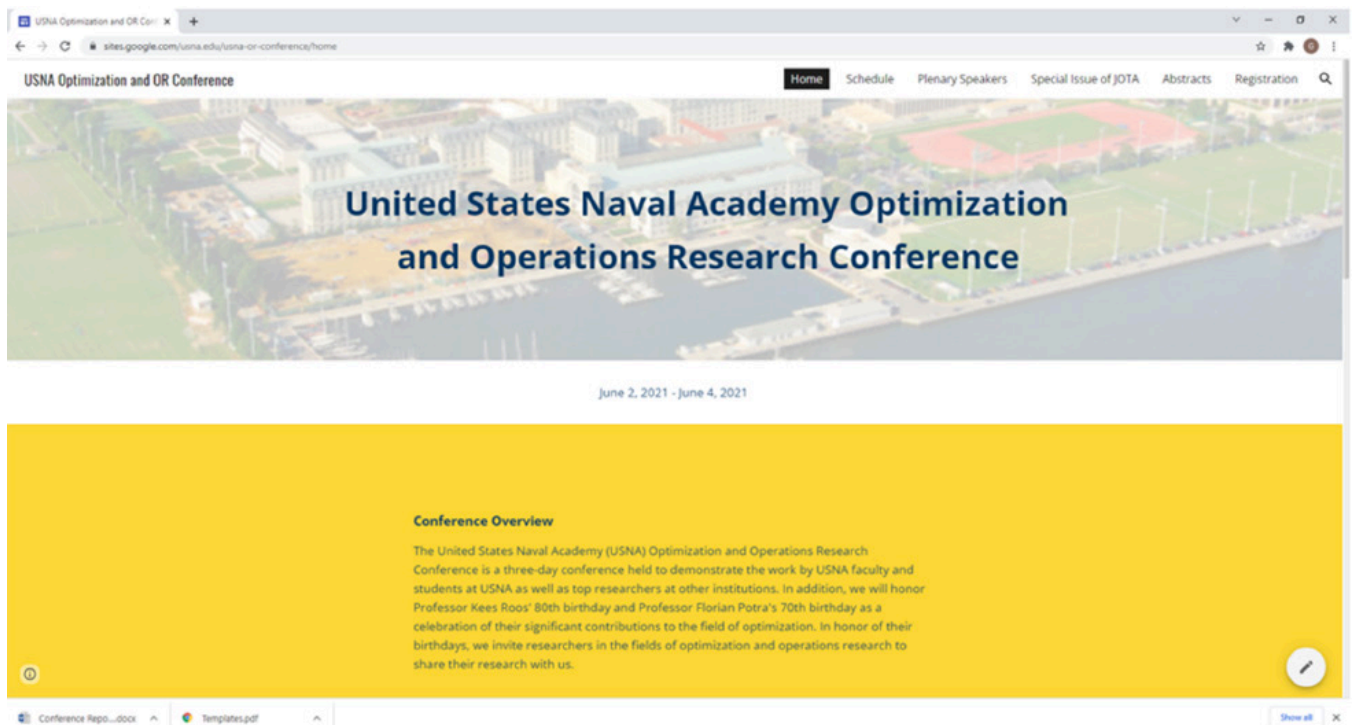 USNA Optimization and OR Con
sites.google.com/usna.edu/usna-or-conference/home
USNA Optimization and OR Conference
Home Schedule Plenary Speakers Special Issue of JOTA Abstracts Registration
United States Naval Academy Optimization
and Operations Research Conference
June 2, 2021 - June 4, 2021
Conference Overview
The United States Naval Academy (USNA) Optimization and Operations Research
Conference is a three-day conference held to demonstrate the work by USNA faculty and
students at USNA as well as top researchers at other institutions. In addition, we will honor
Professor Kees Roos' 80th birthday and Professor Florian Potra's 70th birthday as a
celebration of their significant contributions to the field of optimization. In honor of their
birthdays, we invite researchers in the fields of optimization and operations research to
share their research with us.
Conference Repo....docx Templates.pdf Show all